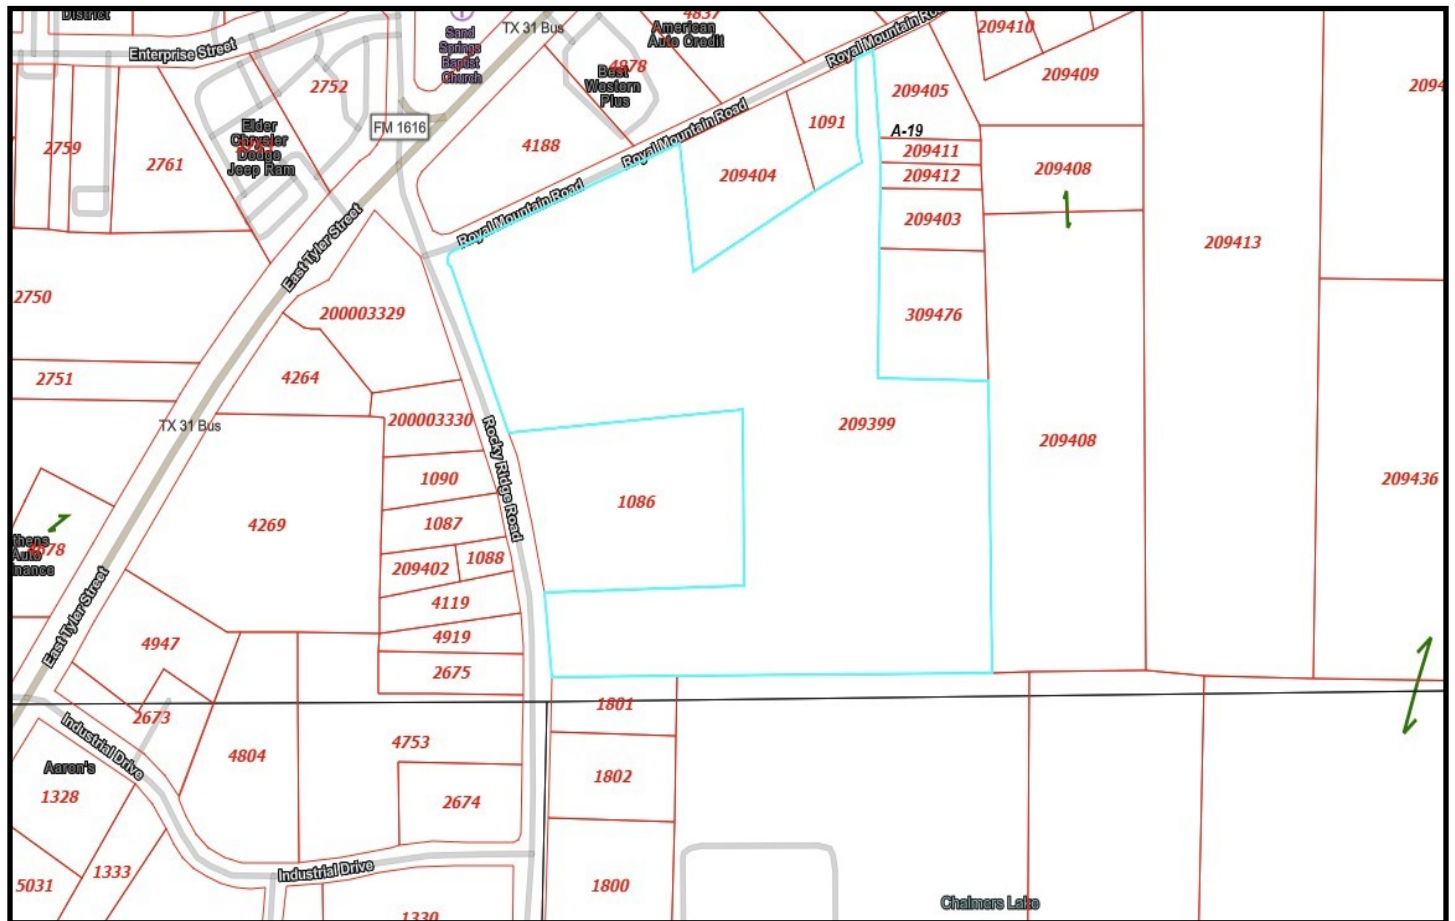 District
Enterprise Street
2752
Sand
Springs
Baptist
Church
TX 31 Bus
4837
American
Auto Credit
4978
Best
Western
Plus
Royal Mountain Road
209410
209409
209405
A-19
2759
2761
Elder
Chrysler
Dodge
Jeep Ram
FM 1616
4188
Royal Mountain Road
1091
209404
209411
209412
209408
209403
Royal Mountain Road
East Tyler Street
209413
2750
200003329
309476
2751
4264
TX 31 Bus
200003330
Rocky Ridge Road
209399
209408
1090
1086
209436
4269
1087
209402
1088
4119
4919
2675
East Tyler Street
4947
2673
Industrial Drive
4804
4753
1801
Aaron's
1328
2674
1802
1333
Industrial Drive
5031
1330
1800
Chalmers Lake